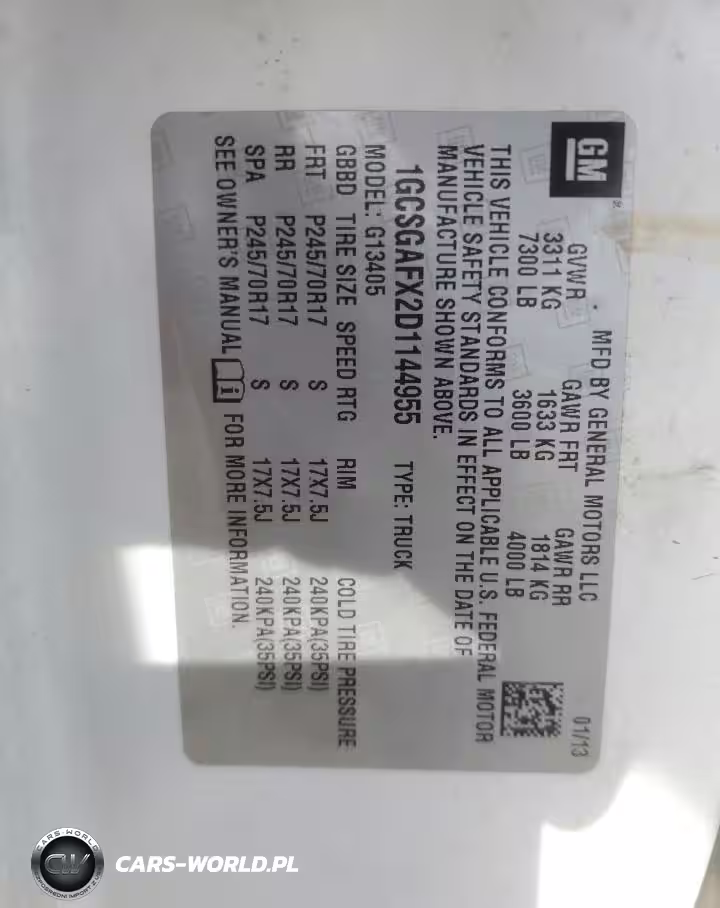 GM
MFD BY GENERAL MOTORS LLC 01/13
GVWR GAWR FRT GAWR RR
3311 KG 1633 KG 1814 KG
7300 LB 3600 LB 4000 LB
THIS VEHICLE CONFORMS TO ALL APPLICABLE U.S. FEDERAL MOTOR
VEHICLE SAFETY STANDARDS IN EFFECT ON THE DATE OF
MANUFACTURE SHOWN ABOVE.
1GCSGAFX2D1144955 TYPE: TRUCK
MODEL: G13405
GBBD TIRE SIZE SPEED RTG RIM COLD TIRE PRESSURE
FRT P245/70R17 S 17X7.5J 240KPA(35PSI)
RR P245/70R17 S 17X7.5J 240KPA(35PSI)
SPA P245/70R17 S 17X7.5J 240KPA(35PSI)
SEE OWNER'S MANUAL i FOR MORE INFORMATION.
CARS-WORLD
CW
CARS-WORLD.PL